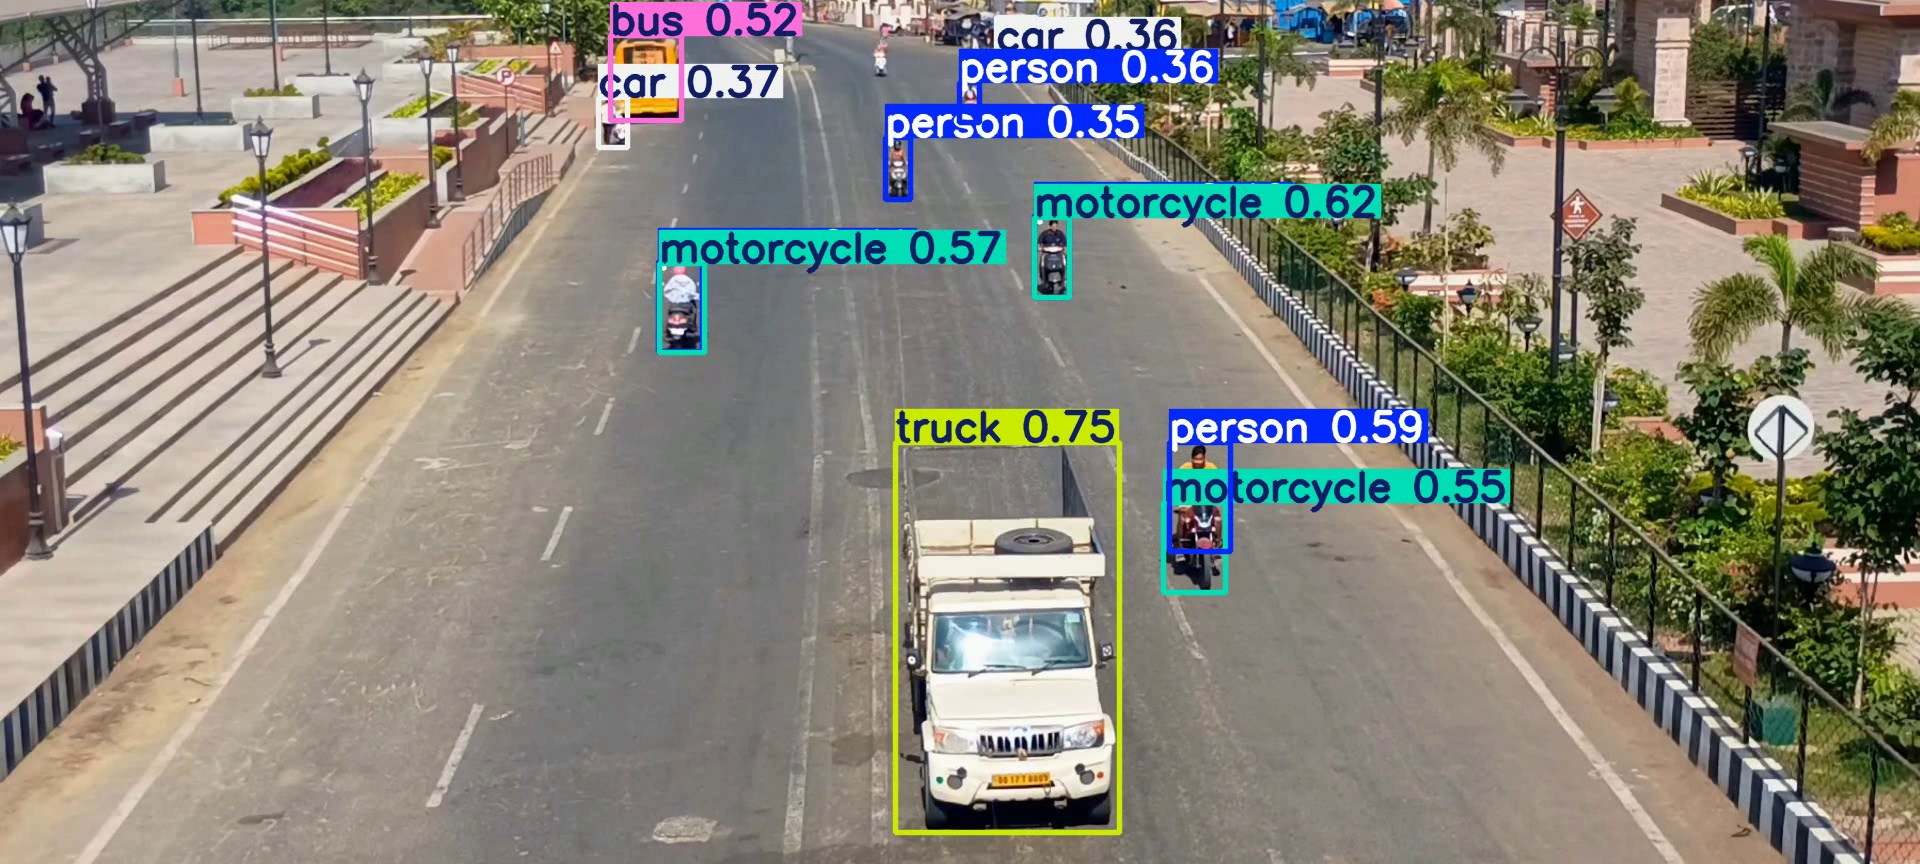 bus 0.52
car 0.36
car 0.37
person 0.36
person 0.35
motorcycle 0.62
motorcycle 0.57
truck 0.75
person 0.59
motorcycle 0.55